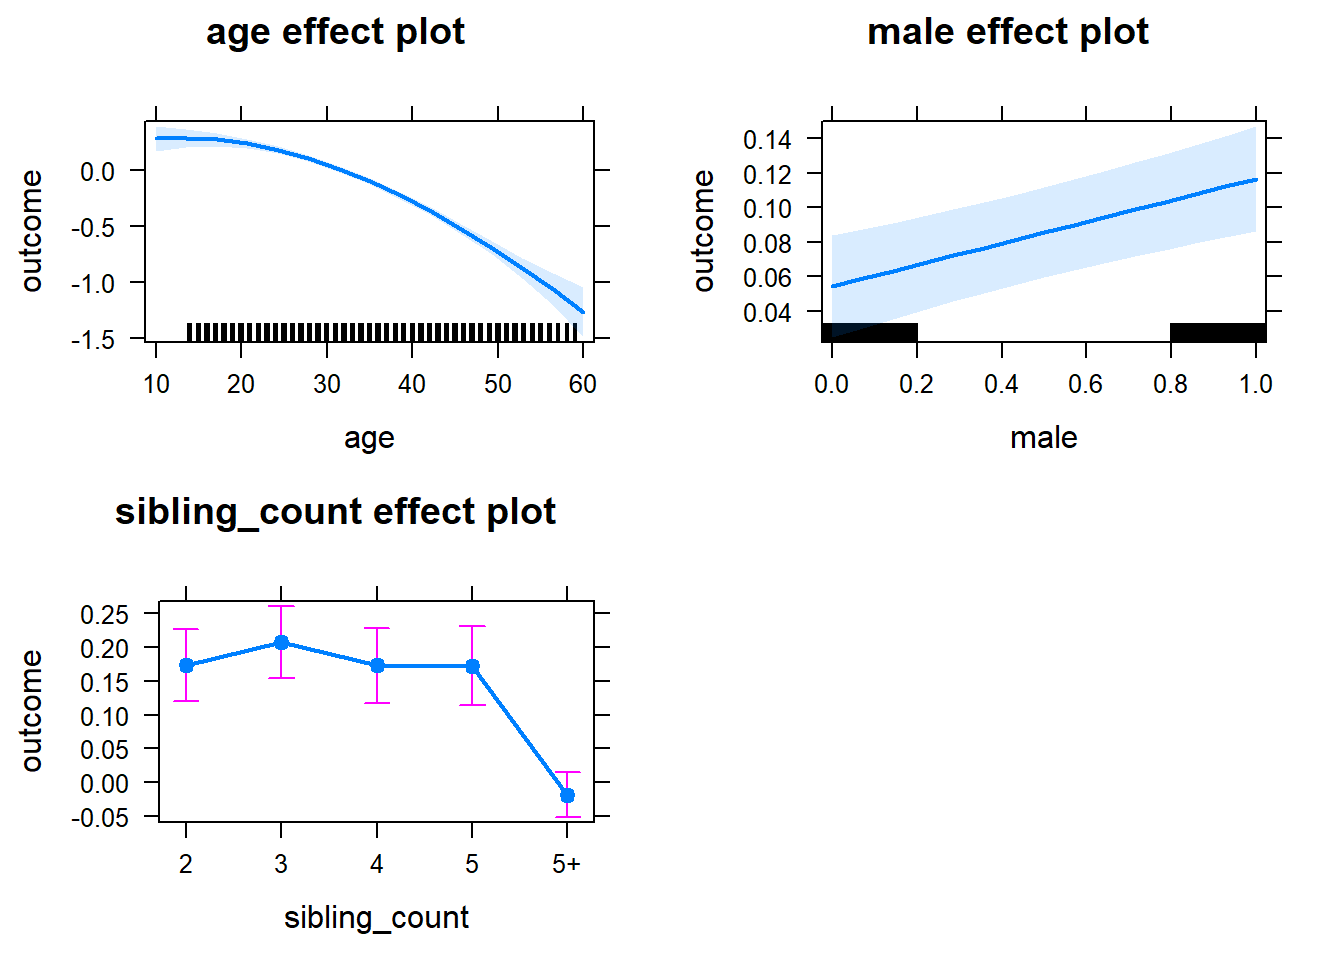 age effect plot
outcome
0.0
-0.5
-1.0
-1.5
10 20 30 40 50 60
age
male effect plot
outcome
0.14
0.12
0.10
0.08
0.06
0.04
0.0 0.2 0.4 0.6 0.8 1.0
male
sibling_count effect plot
outcome
0.25
0.20
0.15
0.10
0.05
0.00
-0.05
2 3 4 5 5+
sibling_count